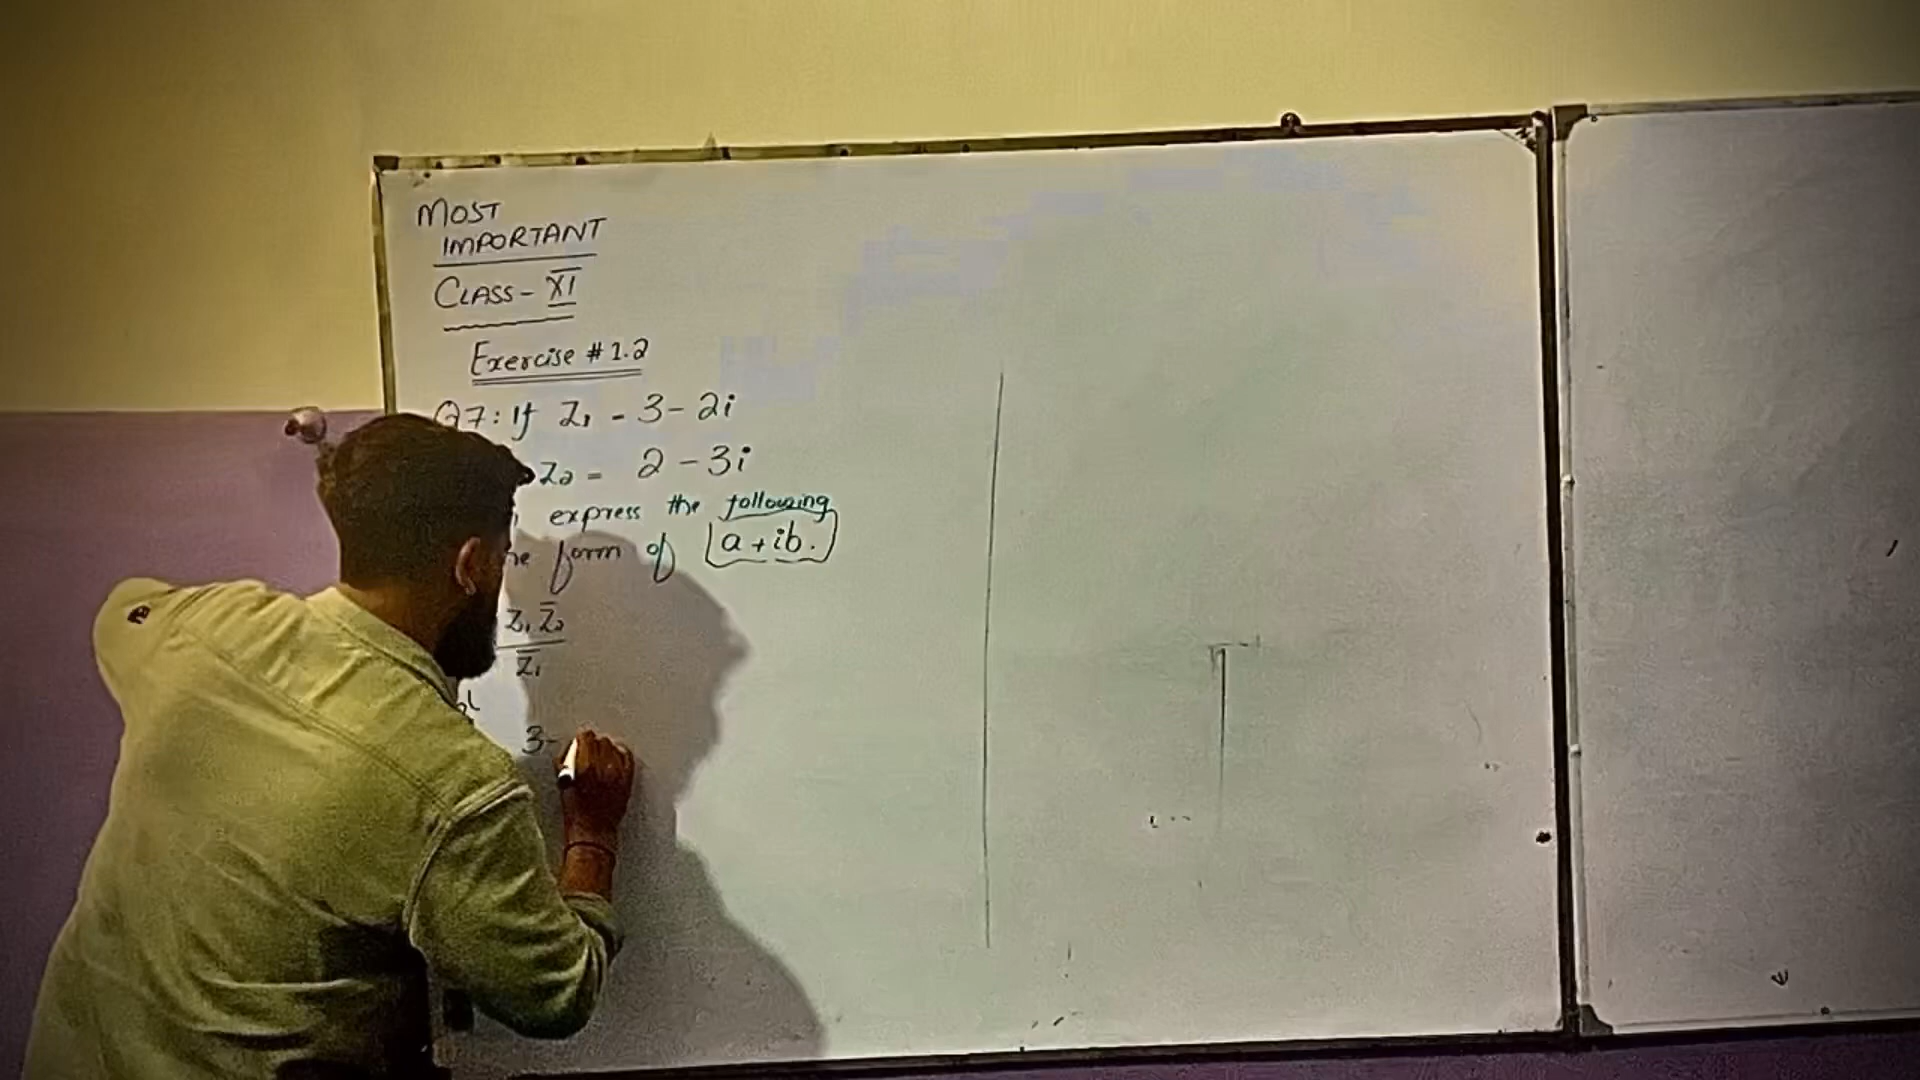 MOST
IMPORTANT
CLASS - XI
Exercise # 1.2
Q7: If Z₁ = 3 - 2i
Z₂ = 2 - 3i
express the following
form of a + ib.
Z₁ Z̄₂
Z̄₁
3-